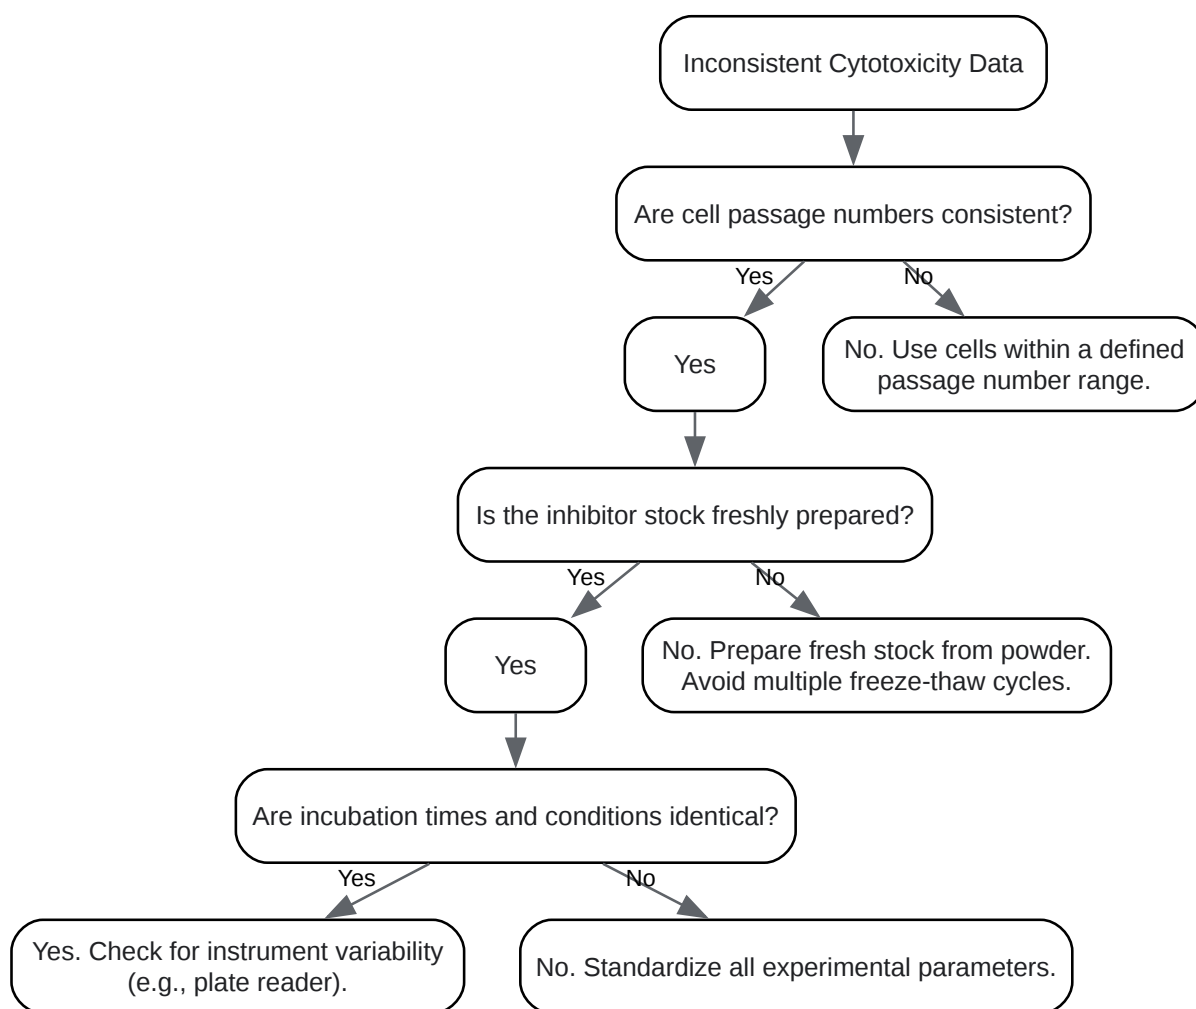 Inconsistent Cytotoxicity Data
Are cell passage numbers consistent?
Yes
No
Yes
No. Use cells within a defined
passage number range.
Is the inhibitor stock freshly prepared?
Yes
No
Yes
No. Prepare fresh stock from powder.
Avoid multiple freeze-thaw cycles.
Are incubation times and conditions identical?
Yes
No
Yes. Check for instrument variability
(e.g., plate reader).
No. Standardize all experimental parameters.